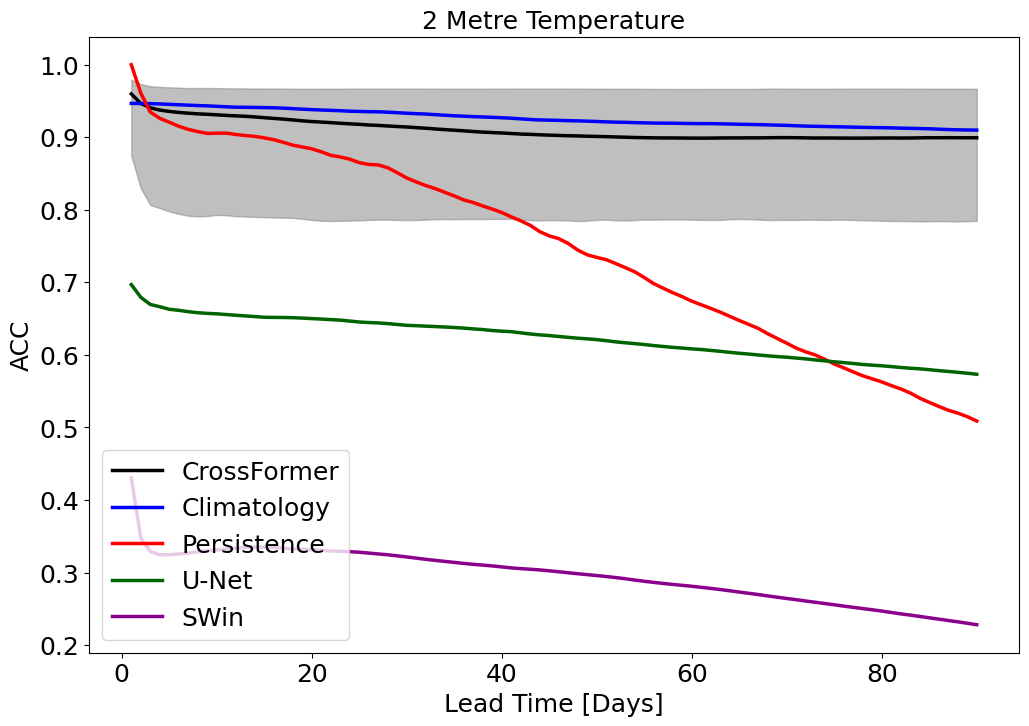 2 Metre Temperature
ACC
1.0
0.9
0.8
0.7
0.6
0.5
0.4
0.3
0.2
CrossFormer
Climatology
Persistence
U-Net
SWin
0 20 40 60 80
Lead Time [Days]